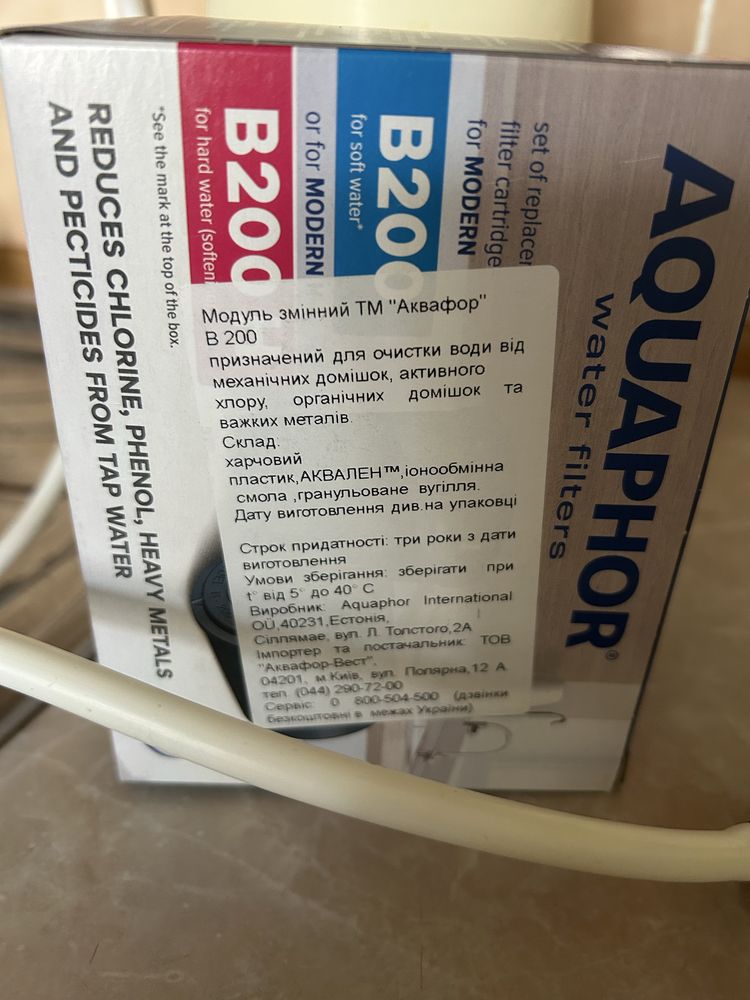 AQUAPHOR®
water filters
set of
filter cartridge
for MODERN
B200
for soft water*
or for MODERN
B200
for hard water
*See the mark at the top of the box.
REDUCES CHLORINE, PHENOL, HEAVY METALS
AND PECTICIDES FROM TAP WATER
Модуль змінний ТМ "Аквафор"
В 200
призначений для очистки води від
механічних домішок, активного
хлору, органічних домішок та
важких металів.
Склад:
харчовий
пластик,АКВАЛЕН™,іонообмінна
смола ,гранульоване вугілля.
Дату виготовлення див.на упаковці
Строк придатності: три роки з дати
виготовлення
Умови зберігання: зберігати при
t° від 5° до 40° С
Виробник: Aquaphor International
OÜ,40231,Естонія,
Сіллямае, вул. Л. Толстого,2А
Імпортер та постачальник: ТОВ
"Аквафор-Вест",
04201, м.Київ, вул. Полярна,12 А
тел. (044) 290-72-00
Сервіс: 0 800-504-500 (дзвінки
безкоштовні в межах України)